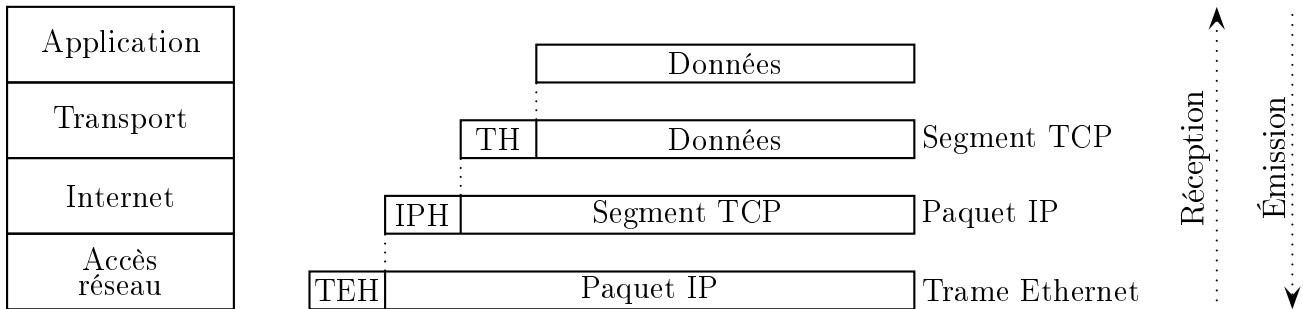 Application
Données
Transport
TH
Données
Segment TCP
Internet
IPH
Segment TCP
Paquet IP
Accès
réseau
TEH
Paquet IP
Trame Ethernet
Réception
Émission